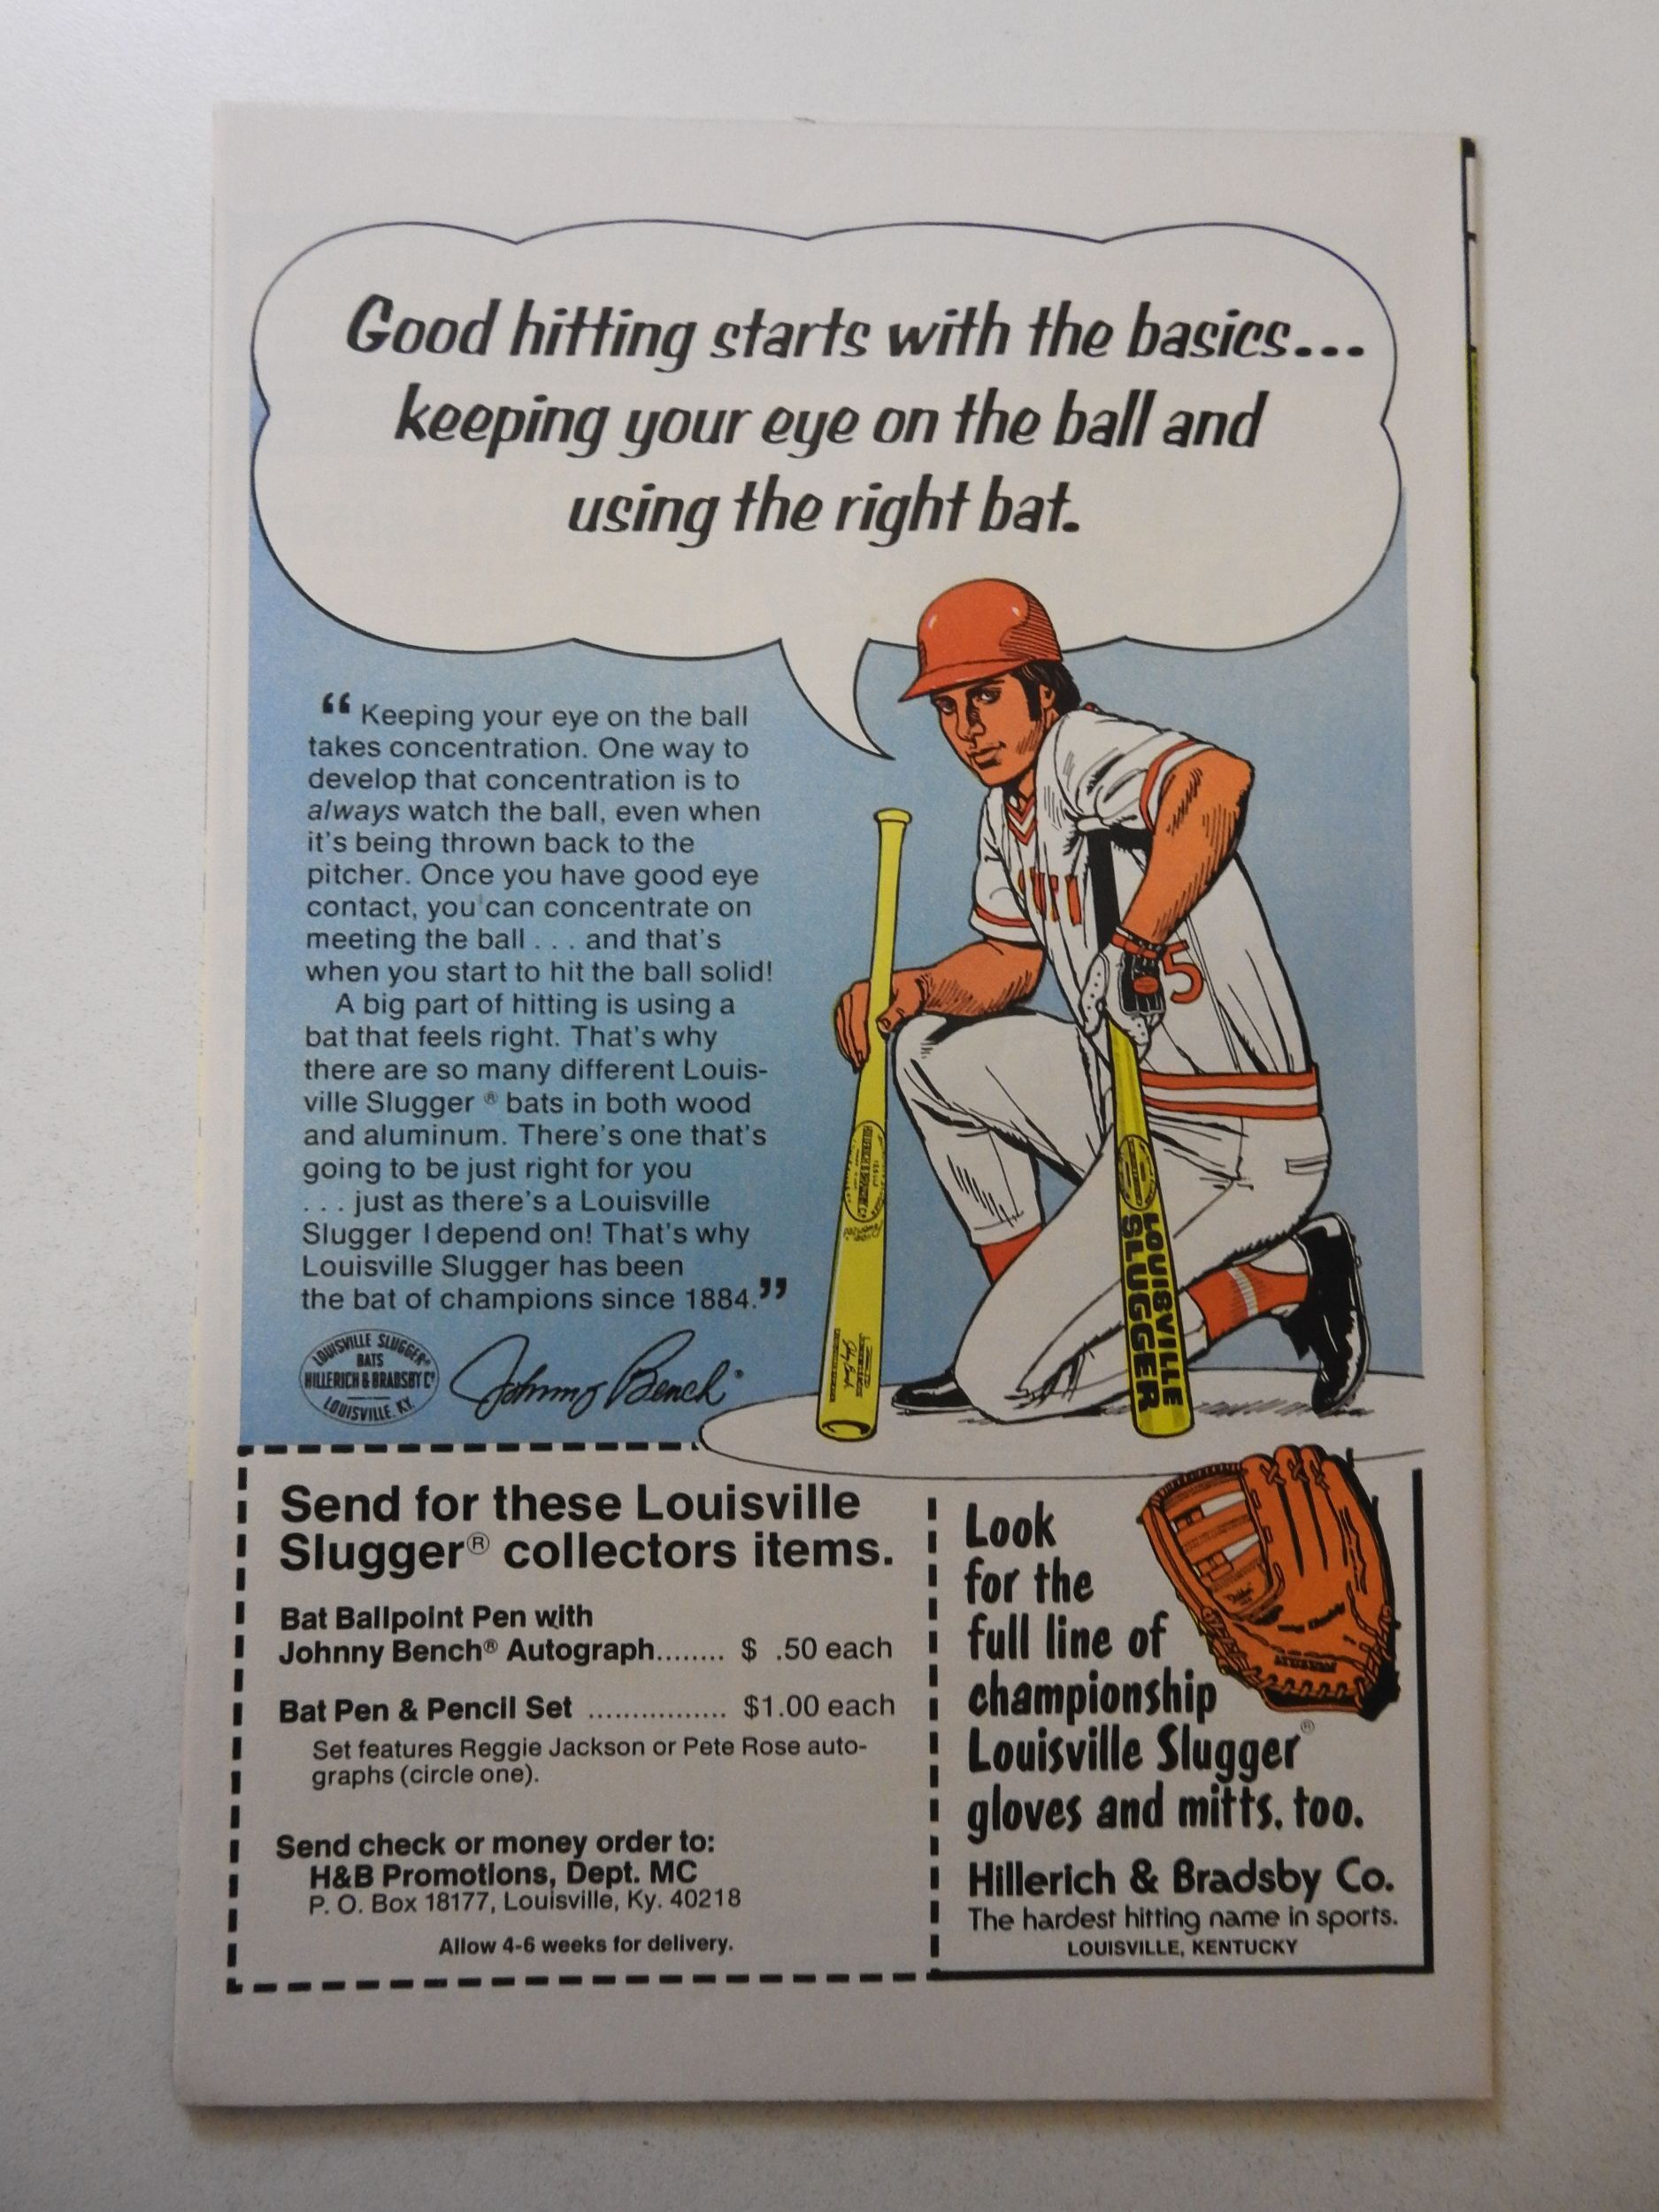 Good hitting starts with the basics...
keeping your eye on the ball and
using the right bat.
“ Keeping your eye on the ball
takes concentration. One way to
develop that concentration is to
always watch the ball, even when
it's being thrown back to the
pitcher. Once you have good eye
contact, you can concentrate on
meeting the ball . . . and that's
when you start to hit the ball solid!
A big part of hitting is using a
bat that feels right. That's why
there are so many different Louis-
ville Slugger ® bats in both wood
and aluminum. There's one that's
going to be just right for you
. . . just as there's a Louisville
Slugger I depend on! That's why
Louisville Slugger has been
the bat of champions since 1884.”
LOUISVILLE SLUGGER®
BATS
HILLERICH & BRADSBY Cº
LOUISVILLE, KY.
Johnny Bench
5
LOUISVILLE
SLUGGER
Send for these Louisville
Slugger® collectors items.
Bat Ballpoint Pen with
Johnny Bench® Autograph........ $ .50 each
Bat Pen & Pencil Set ................ $1.00 each
Set features Reggie Jackson or Pete Rose auto-
graphs (circle one).
Send check or money order to:
H&B Promotions, Dept. MC
P. O. Box 18177, Louisville, Ky. 40218
Allow 4-6 weeks for delivery.
Look
for the
full line of
championship
Louisville Slugger®
gloves and mitts, too.
Hillerich & Bradsby Co.
The hardest hitting name in sports.
LOUISVILLE, KENTUCKY